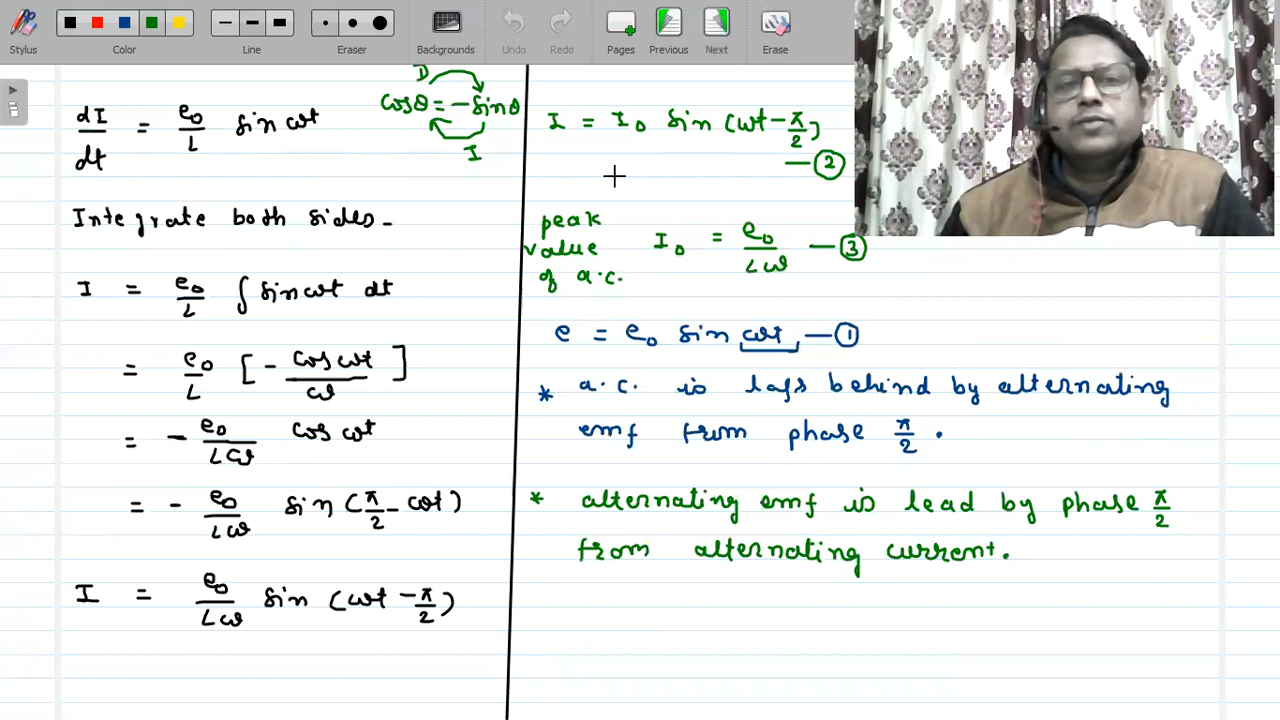 Stylus
Color
Line
Eraser
Backgrounds
Undo
Redo
Pages
Previous
Next
Erase
D
cosθ = -sinθ
I
dI/dt = e₀/L sin ωt
Integrate both sides -
I = e₀/L ∫ sin ωt dt
= e₀/L [ - cos ωt/ω ]
= - e₀/Lω cos ωt
= - e₀/Lω sin (π/2 - ωt)
I = e₀/Lω sin (ωt - π/2)
I = I₀ sin (ωt - π/2)
— ②
peak value of a.c. I₀ = e₀/Lω — ③
e = e₀ sin ωt — ①
* a.c. is lags behind by alternating
emf from phase π/2 .
* alternating emf is lead by phase π/2
from alternating current.